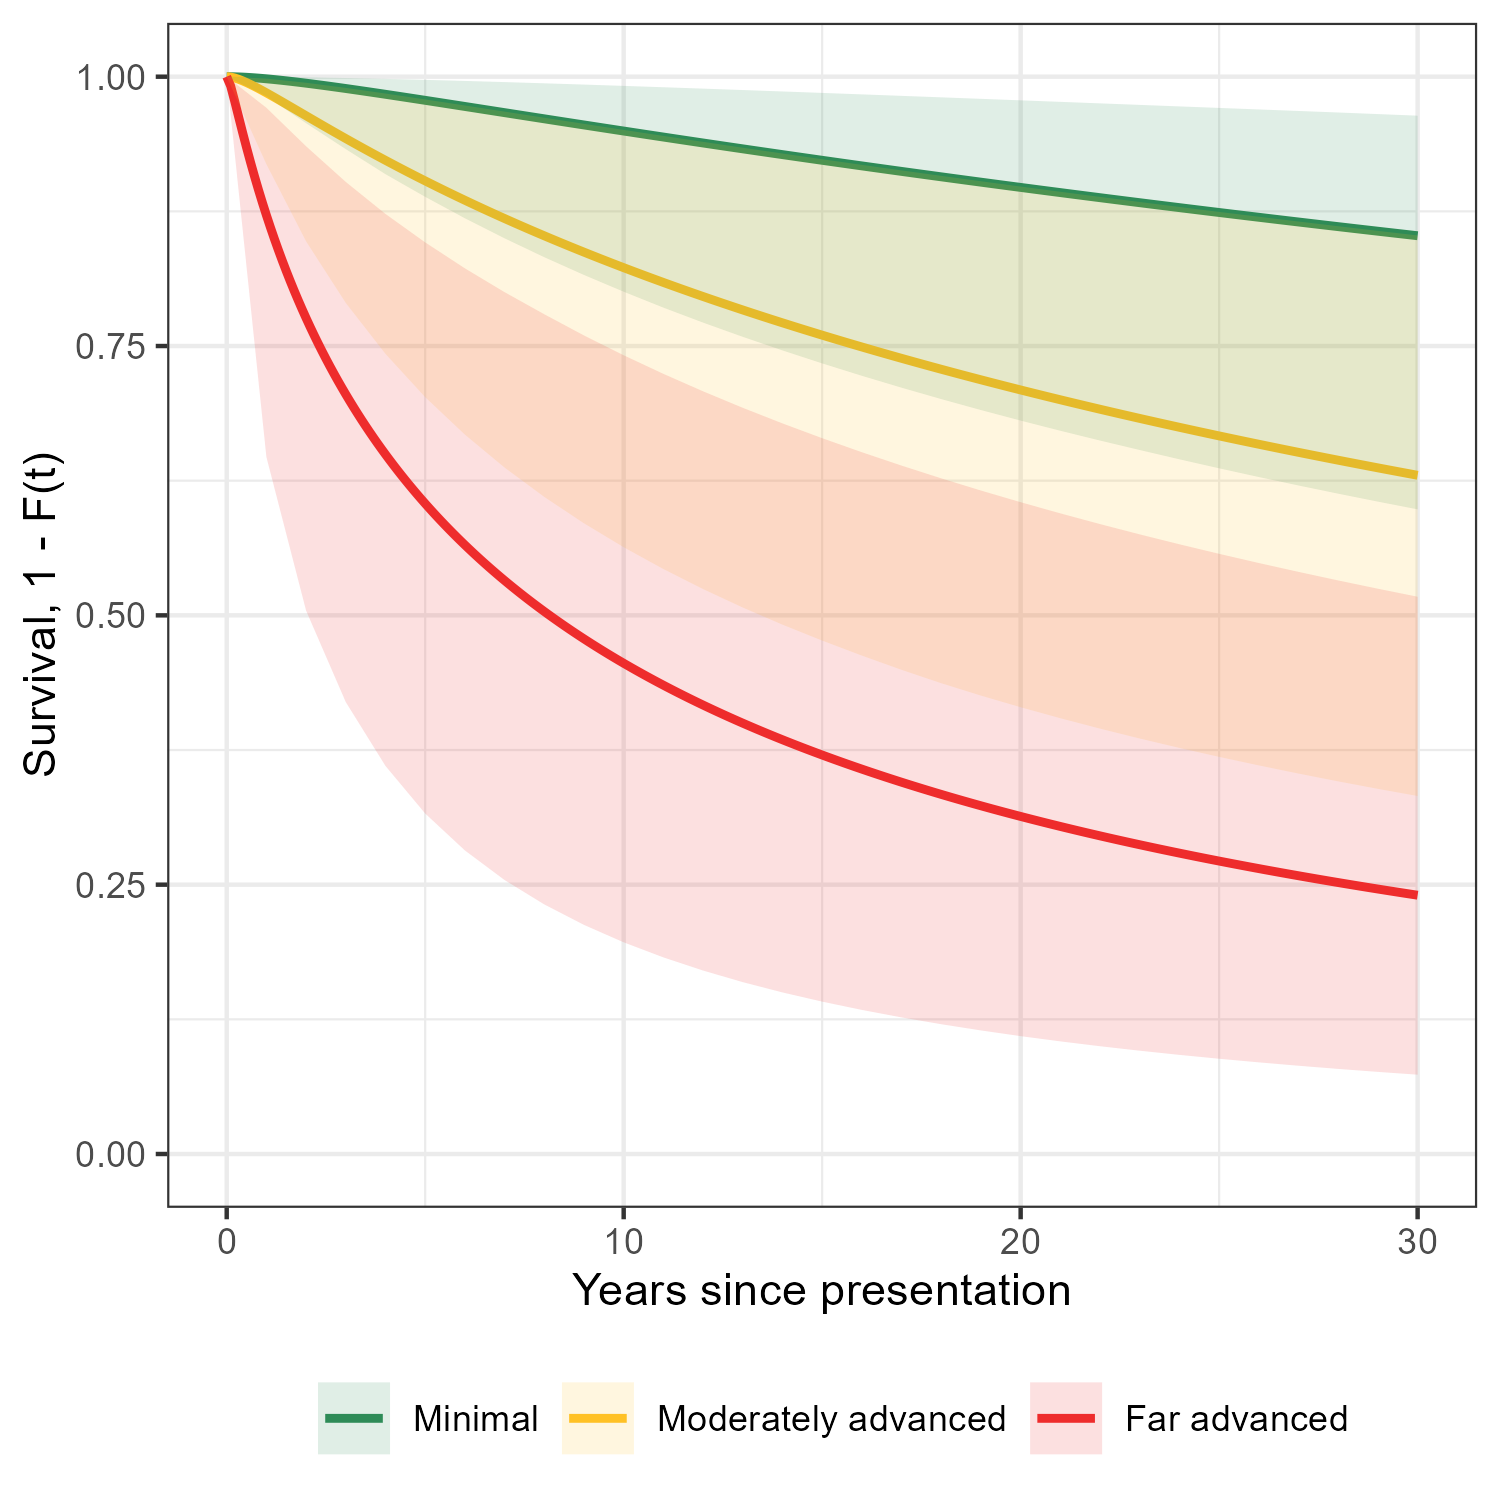 Survival, 1 - F(t)
1.00
0.75
0.50
0.25
0.00
0 10 20 30
Years since presentation
Minimal Moderately advanced Far advanced